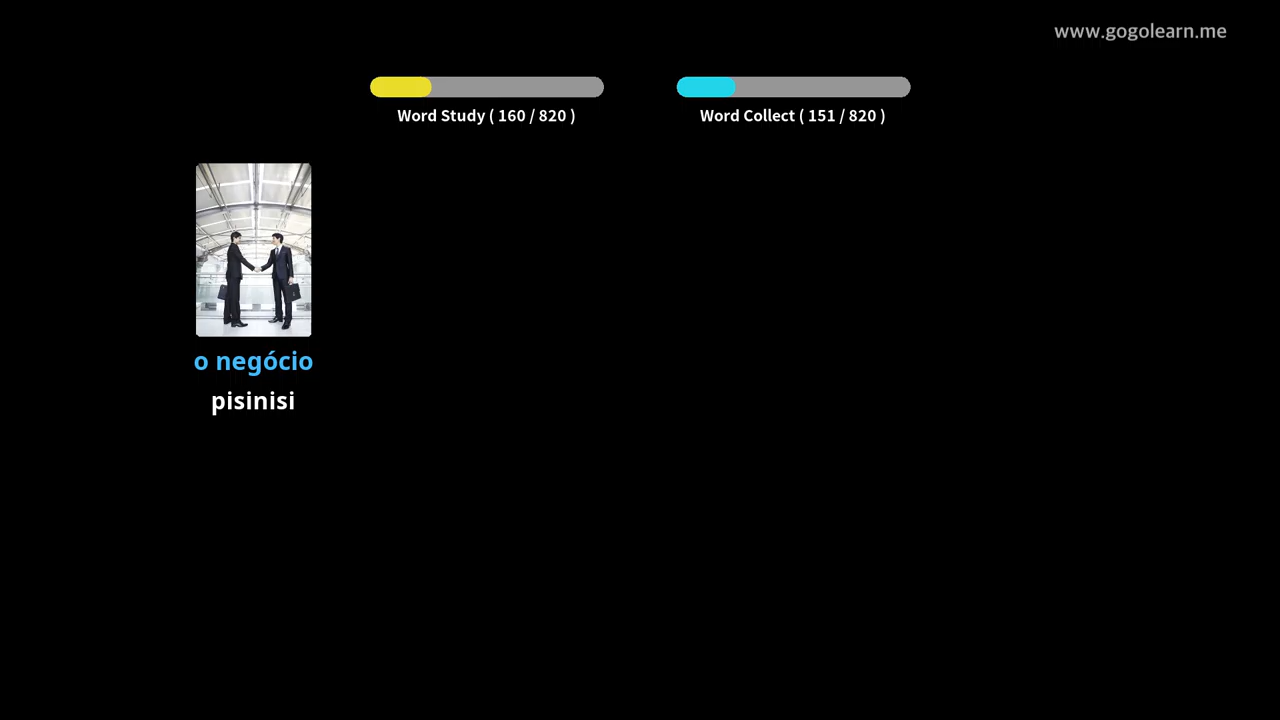 www.gogolearn.me
Word Study ( 160 / 820 )
Word Collect ( 151 / 820 )
o negócio
pisinisi